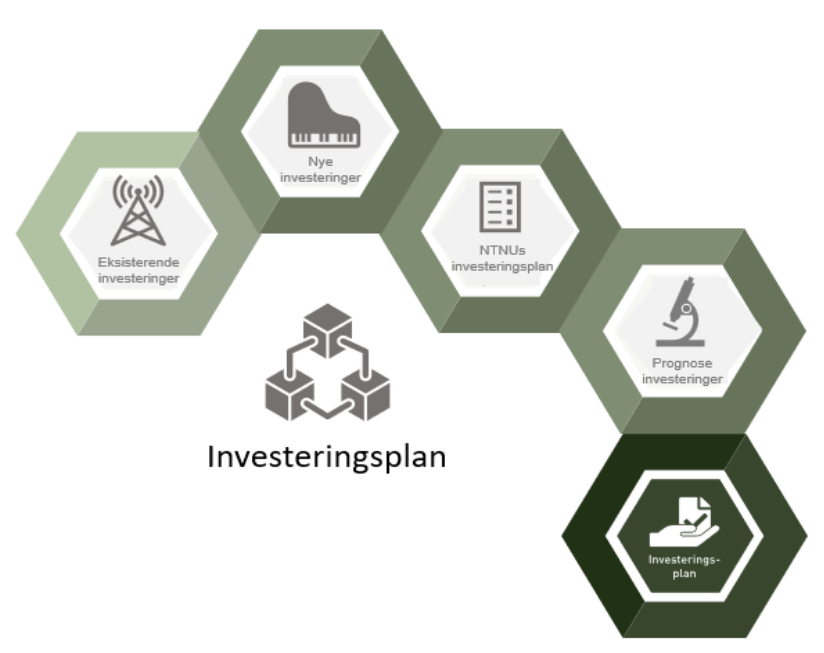 Eksisterende
investeringer
Nye
investeringer
NTNUs
investeringsplan
Prognose
investeringer
Investerings-
plan
Investeringsplan